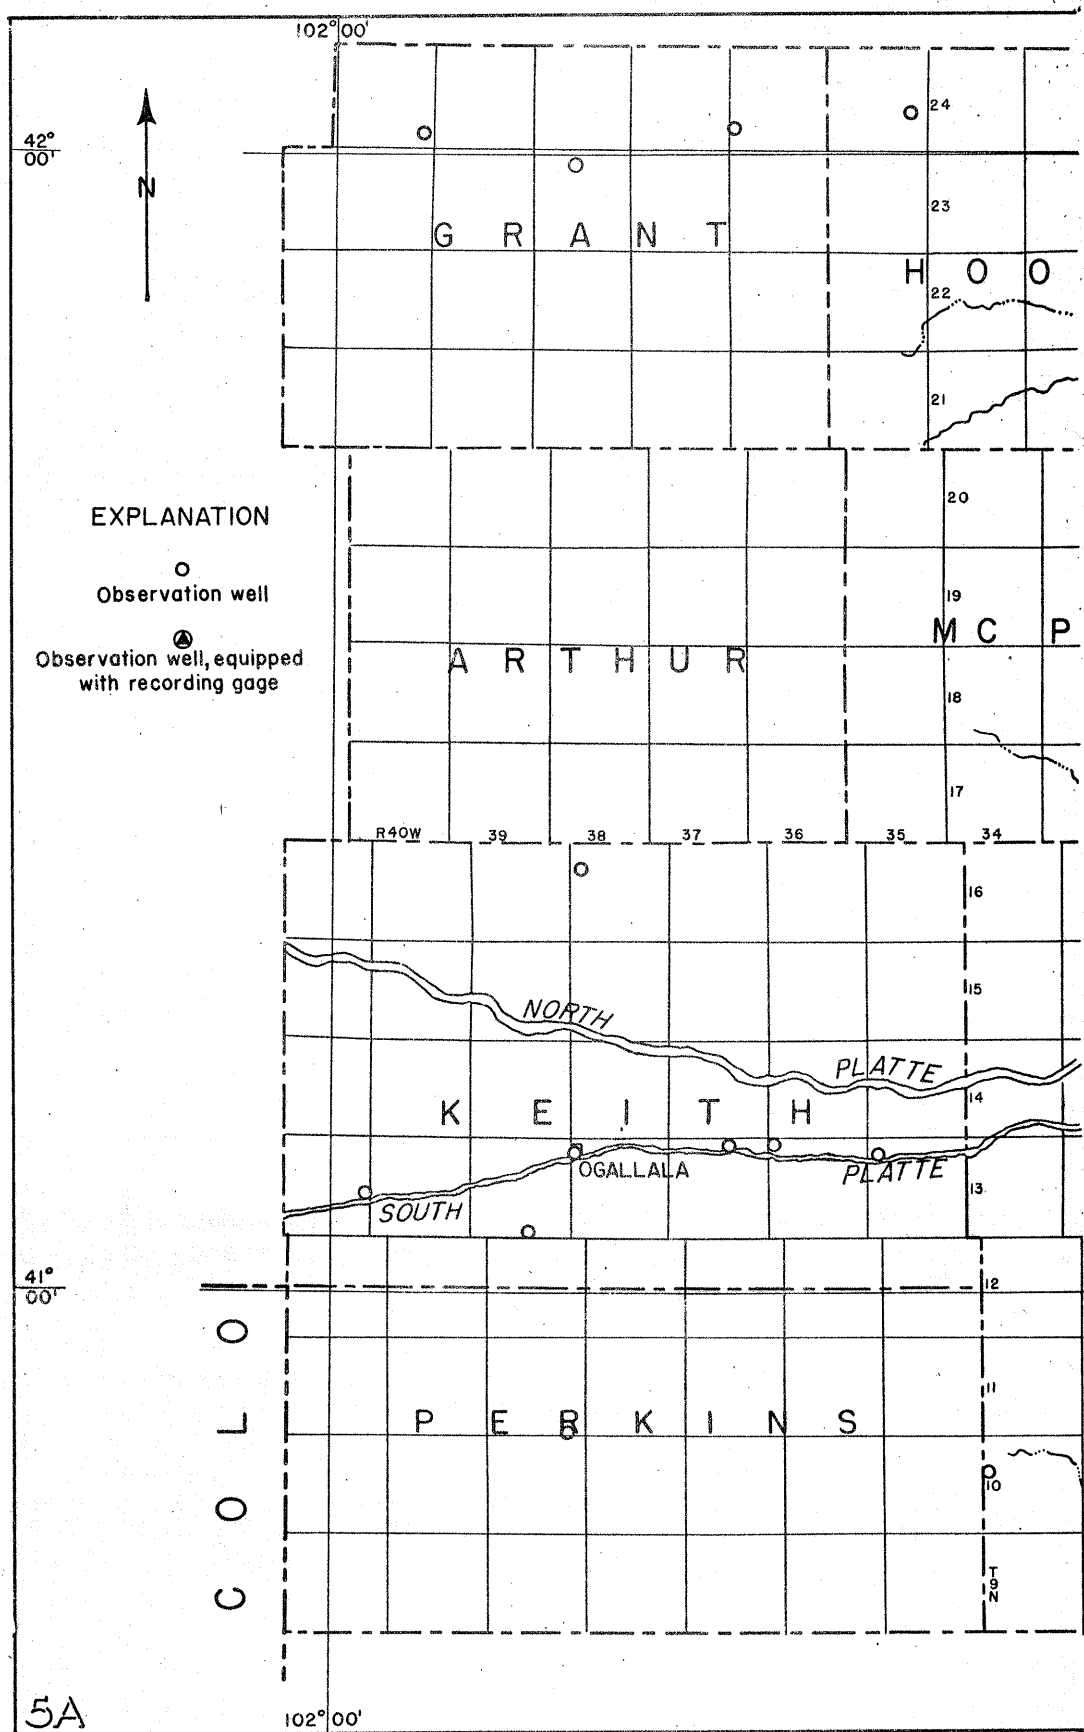 102°00'
42°
00'
N
24
23
G R A N T
H O O
22
21
EXPLANATION
Observation well
Observation well, equipped
with recording gage
20
19
M C P
A R T H U R
18
17
R40W 39 38 37 36 35 34
16
15
NORTH
PLATTE
14
K E I T H
OGALLALA
PLATTE
13
SOUTH
41°
00'
12
COLO
11
P E R K I N S
10
T
9
N
5A
102°00'